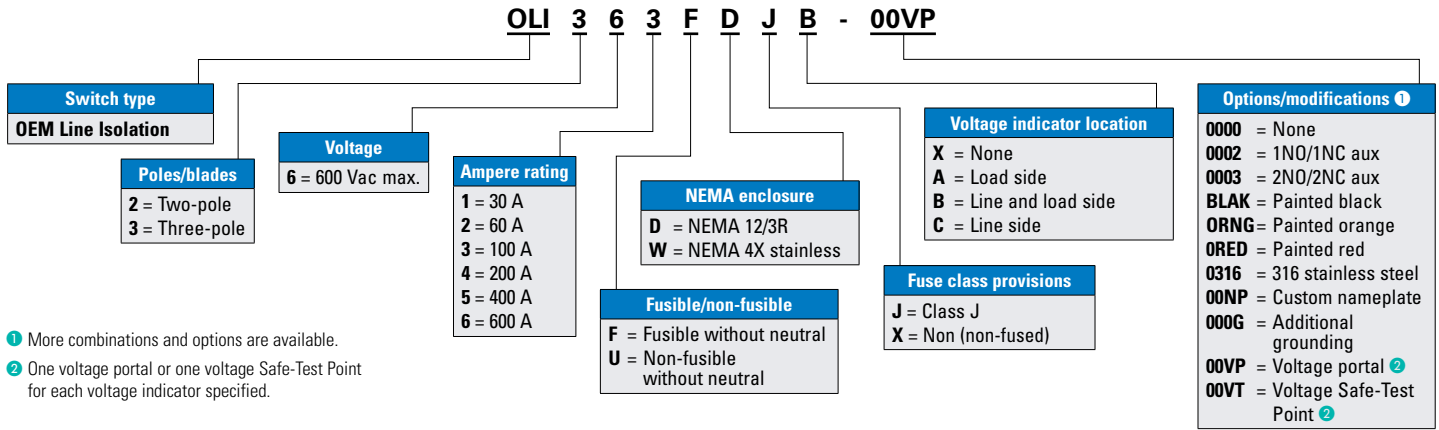 OLI 3 6 3 F D J B - 00VP
Switch type
OEM Line Isolation
Poles/blades
2 = Two-pole
3 = Three-pole
Voltage
6 = 600 Vac max.
Ampere rating
1 = 30 A
2 = 60 A
3 = 100 A
4 = 200 A
5 = 400 A
6 = 600 A
Fusible/non-fusible
F = Fusible without neutral
U = Non-fusible
without neutral
NEMA enclosure
D = NEMA 12/3R
W = NEMA 4X stainless
Fuse class provisions
J = Class J
X = Non (non-fused)
Voltage indicator location
X = None
A = Load side
B = Line and load side
C = Line side
Options/modifications ❶
0000 = None
0002 = 1NO/1NC aux
0003 = 2NO/2NC aux
BLAK = Painted black
ORNG = Painted orange
0RED = Painted red
0316 = 316 stainless steel
00NP = Custom nameplate
000G = Additional
grounding
00VP = Voltage portal ❷
00VT = Voltage Safe-Test
Point ❷
❶ More combinations and options are available.
❷ One voltage portal or one voltage Safe-Test Point
for each voltage indicator specified.